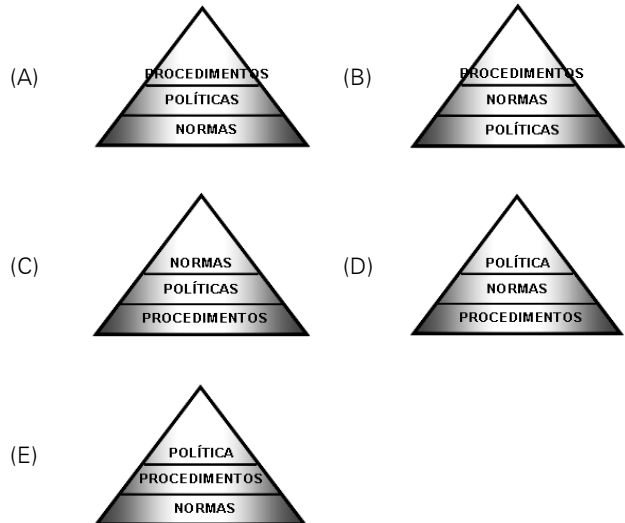 (A)
PROCEDIMENTOS
POLÍTICAS
NORMAS
(B)
PROCEDIMENTOS
NORMAS
POLÍTICAS
(C)
NORMAS
POLÍTICAS
PROCEDIMENTOS
(D)
POLÍTICA
NORMAS
PROCEDIMENTOS
(E)
POLÍTICA
PROCEDIMENTOS
NORMAS